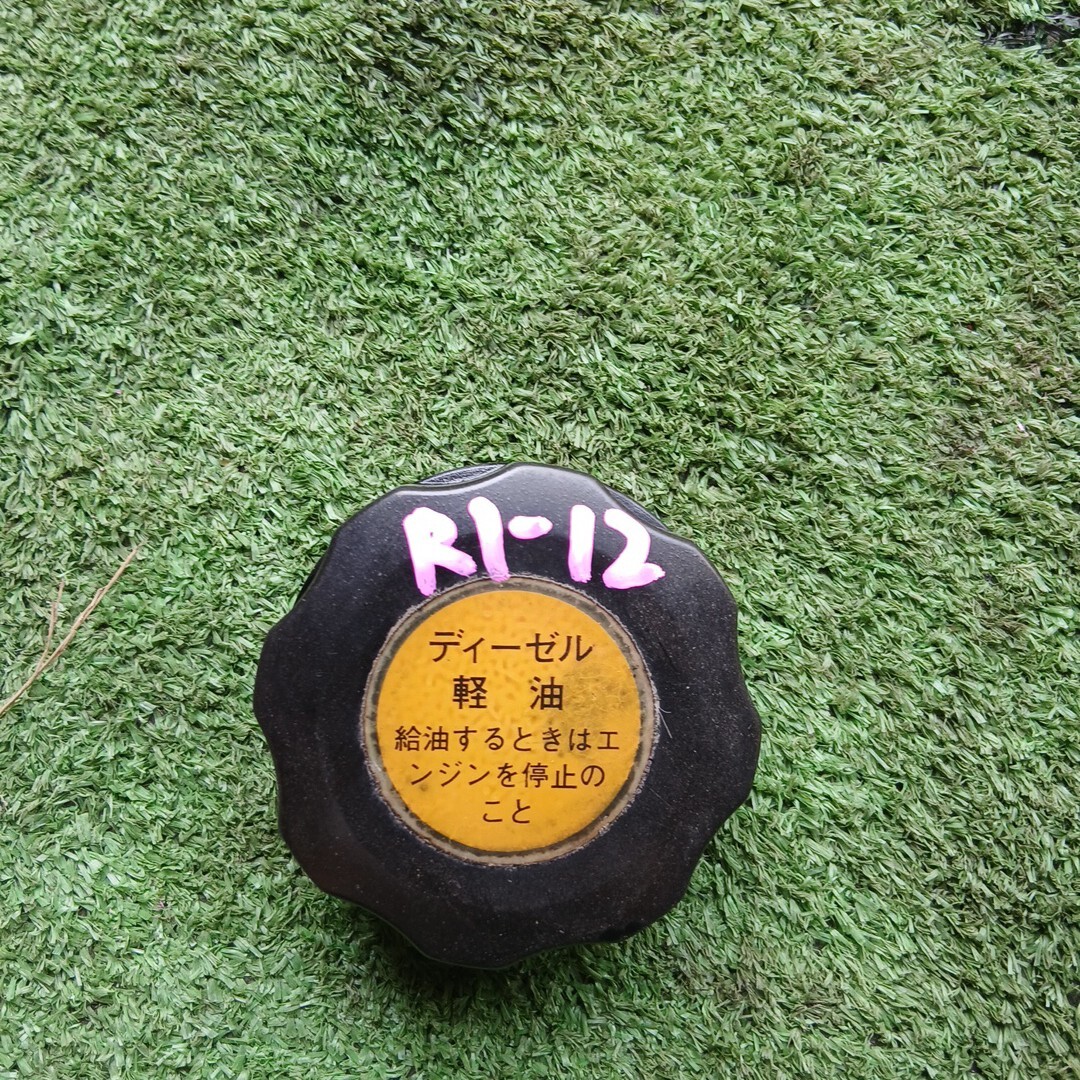 R1-12
ディーゼル
軽 油
給油するときはエ
ンジンを停止の
こと